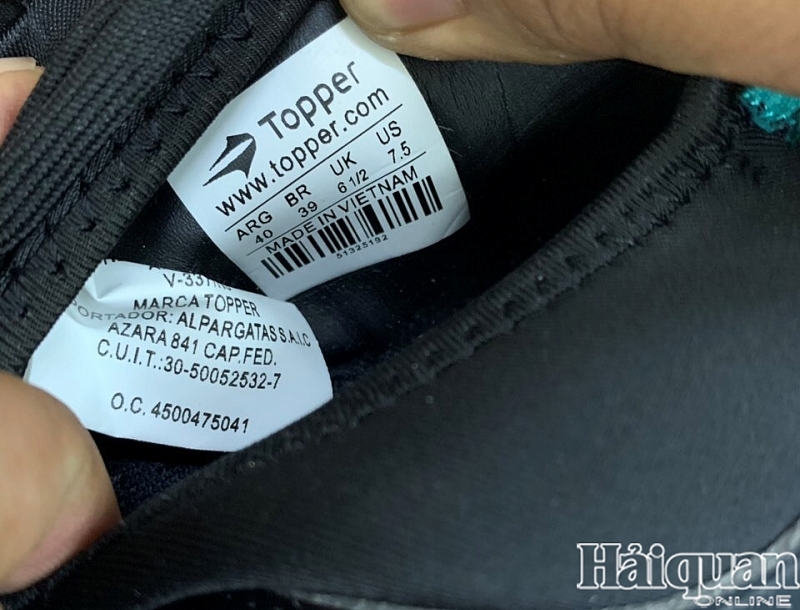 Topper
www.topper.com
ARG BR UK US
40 39 6 1/2 7.5
MADE IN VIETNAM
51325192
MARCA TOPPER
PORTADOR: ALPARGATAS S.A.I.C
AZARA 841 CAP.FED.
C.U.I.T.:30-50052532-7
O.C. 4500475041
Hảiquan
ONLINE